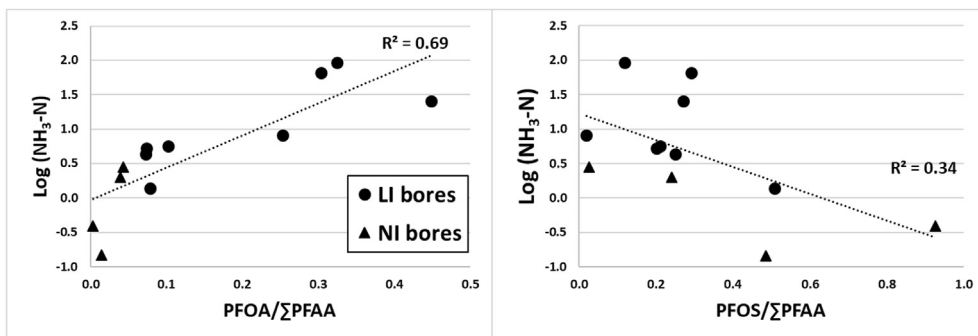 2.5
2.0
1.5
1.0
0.5
0.0
-0.5
-1.0
Log (NH₃-N)
R² = 0.69
LI bores
NI bores
0.0 0.1 0.2 0.3 0.4 0.5
PFOA/∑PFAA
2.5
2.0
1.5
1.0
0.5
0.0
-0.5
-1.0
Log (NH₃-N)
R² = 0.34
0.0 0.2 0.4 0.6 0.8 1.0
PFOS/∑PFAA